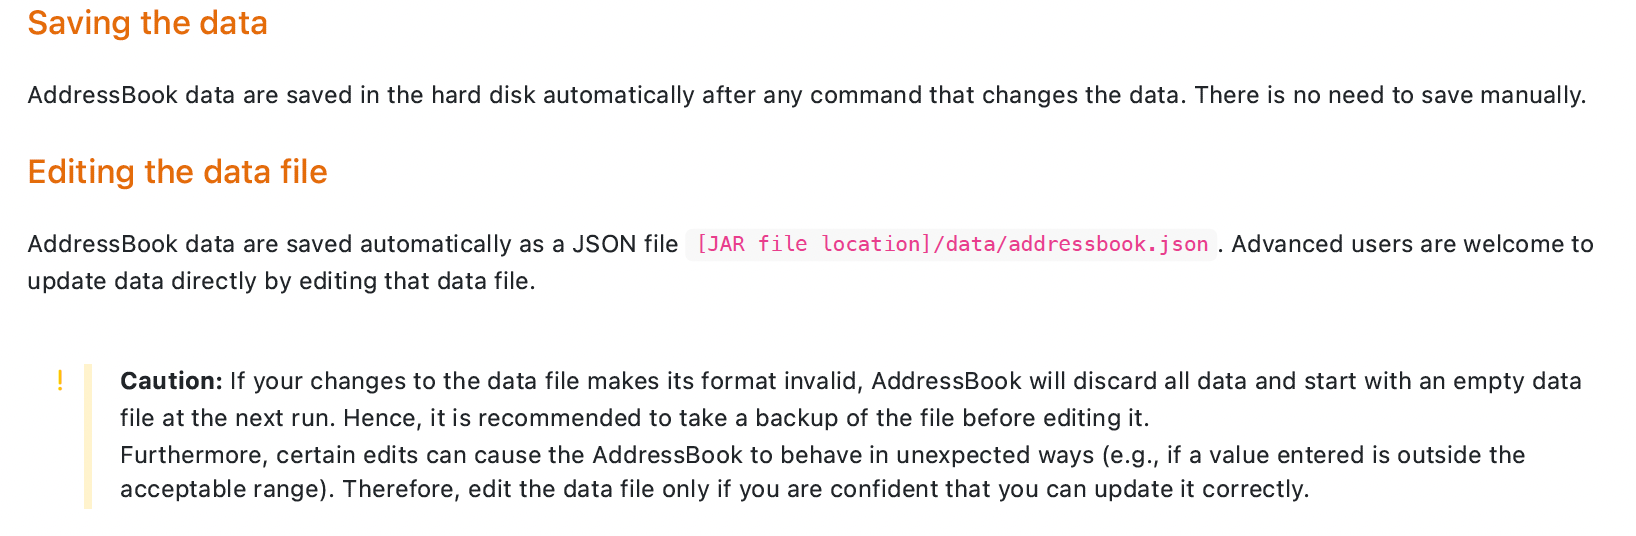 Saving the data
AddressBook data are saved in the hard disk automatically after any command that changes the data. There is no need to save manually.
Editing the data file
AddressBook data are saved automatically as a JSON file [JAR file location]/data/addressbook.json. Advanced users are welcome to
update data directly by editing that data file.
! Caution: If your changes to the data file makes its format invalid, AddressBook will discard all data and start with an empty data
file at the next run. Hence, it is recommended to take a backup of the file before editing it.
Furthermore, certain edits can cause the AddressBook to behave in unexpected ways (e.g., if a value entered is outside the
acceptable range). Therefore, edit the data file only if you are confident that you can update it correctly.